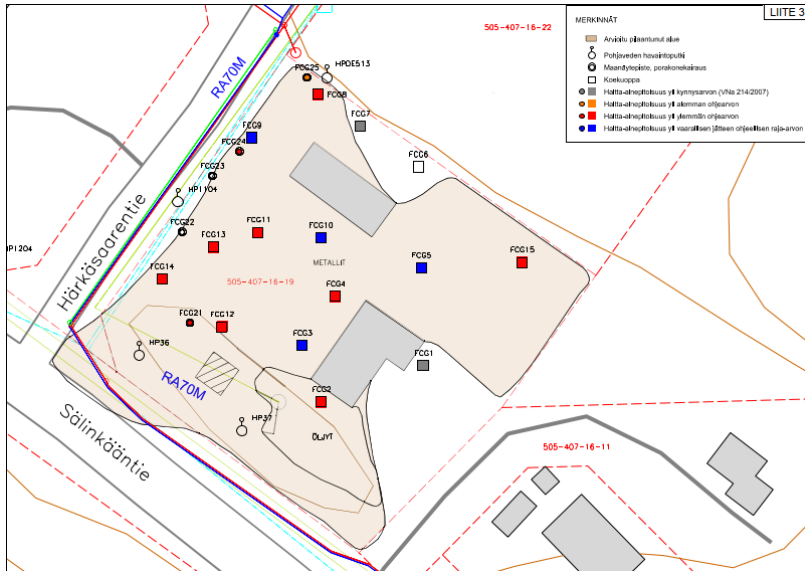 LIITE 3
MERKINNÄT
Arvioitu pilaantunut alue
Pohjaveden havaintoputki
Maanäytepiste, porakonekairaus
Koekuoppa
Haitta-ainepitoisuus yli kynnysarvon (VNa 214/2007)
Haitta-ainepitoisuus yli alemman ohjearvon
Haitta-ainepitoisuus yli ylemmän ohjearvon
Haitta-ainepitoisuus yli vaarallisen jätteen ohjeellisen raja-arvon
505-407-16-22
RA70M
FCG25
HPOE513
FCG8
FCG7
FCG9
FCG24
FCG6
FCG23
HP1104
FCG22
HP1204
Härkäsaarentie
FCG11
FCG13
FCG10
FCG15
METALLIT
FCG5
FCG14
505-407-16-19
FCG4
FCG21
FCG12
HP36
FCG3
FCG1
RA70M
FCG2
HP37
ÖLJYT
Sälinkääntie
505-407-16-11